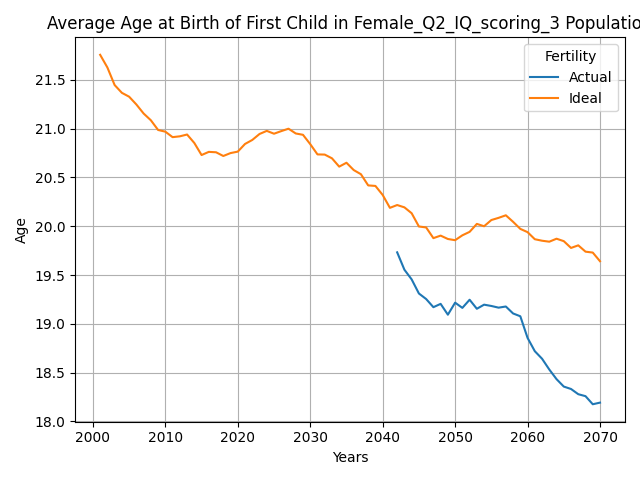 Average Age at Birth of First Child in Female_Q2_IQ_scoring_3 Populatio
Fertility
Actual
Ideal
21.5
21.0
20.5
20.0
19.5
19.0
18.5
18.0
Age
2000 2010 2020 2030 2040 2050 2060 2070
Years